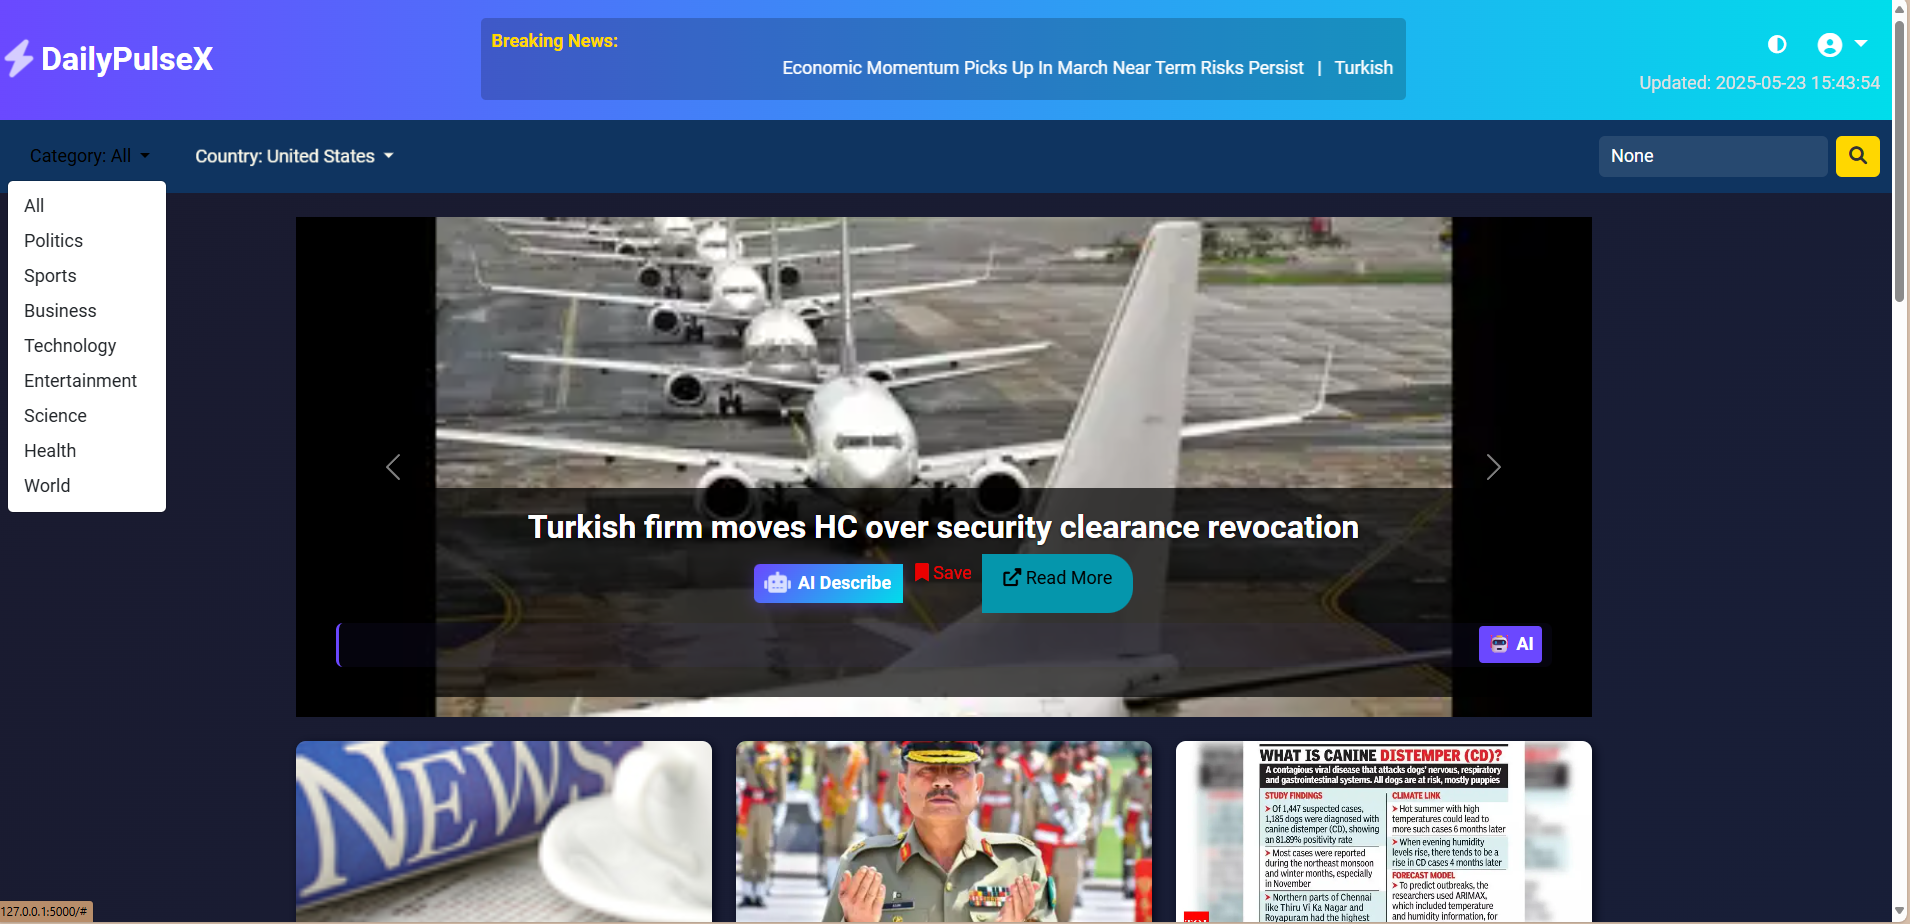 DailyPulseX
Breaking News:
Economic Momentum Picks Up In March Near Term Risks Persist | Turkish
Updated: 2025-05-23 15:43:54
Category: All
Country: United States
None
All
Politics
Sports
Business
Technology
Entertainment
Science
Health
World
Turkish firm moves HC over security clearance revocation
AI Describe
Save
Read More
AI
NEWS
WHAT IS CANINE DISTEMPER (CD)?
A contagious viral disease that attacks dogs' nervous, respiratory
and gastrointestinal systems. All dogs are at risk, mostly puppies
STUDY FINDINGS
➤ Of 1,447 suspected cases,
1,185 dogs were diagnosed with
canine distemper (CD), showing
an 81.89% positivity rate
➤ Most cases were reported
during the northeast monsoon
and winter months, especially
in November
➤ Northern parts of Chennai
like Thiru Vi Ka Nagar and
Royapuram had the highest
CLIMATE LINK
➤ Hot summer with high
temperatures could lead to
more such cases 6 months later
➤ When evening humidity
levels rise, there tends to be a
rise in CD cases 4 months later
FORECAST MODEL
➤ To predict outbreaks, the
researchers used ARIMAX,
which included temperature
and humidity information, for
127.0.0.1:5000/#